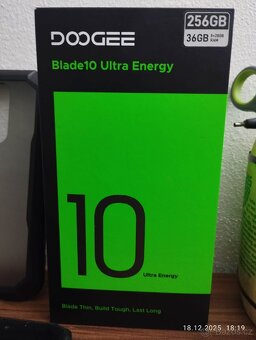 DOOGEE
256GB
36GB 8+28GB RAM
Blade10 Ultra Energy
10
Ultra Energy
Blade Thin, Build Tough, Last Long
18.12.2025 18:19